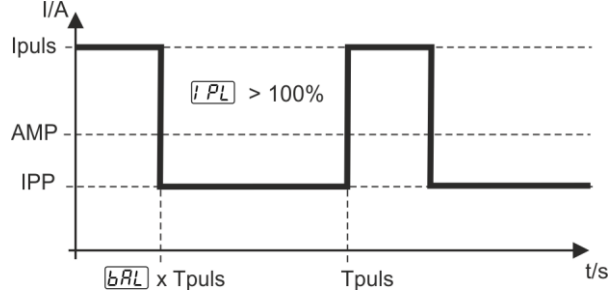 I/A
Ipuls
IPL > 100%
AMP
IPP
bAL x Tpuls
Tpuls
t/s